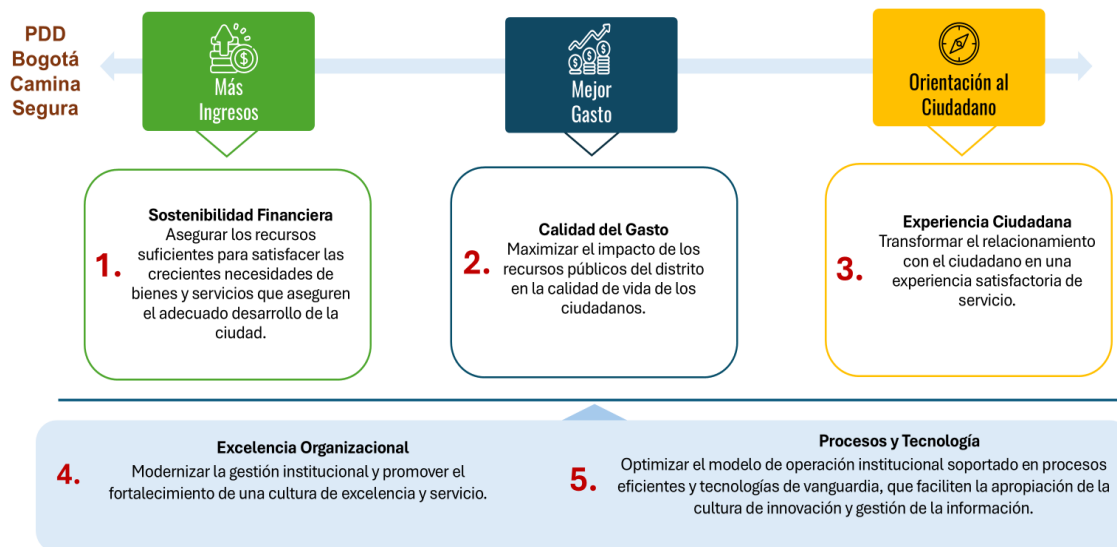 PDD
Bogotá
Camina
Segura
Más
Ingresos
Mejor
Gasto
Orientación al
Ciudadano
1.
Sostenibilidad Financiera
Asegurar los recursos
suficientes para satisfacer las
crecientes necesidades de
bienes y servicios que aseguren
el adecuado desarrollo de la
ciudad.
2.
Calidad del Gasto
Maximizar el impacto de los
recursos públicos del distrito
en la calidad de vida de los
ciudadanos.
3.
Experiencia Ciudadana
Transformar el relacionamiento
con el ciudadano en una
experiencia satisfactoria de
servicio.
4.
Excelencia Organizacional
Modernizar la gestión institucional y promover el
fortalecimiento de una cultura de excelencia y servicio.
5.
Procesos y Tecnología
Optimizar el modelo de operación institucional soportado en procesos
eficientes y tecnologías de vanguardia, que faciliten la apropiación de la
cultura de innovación y gestión de la información.